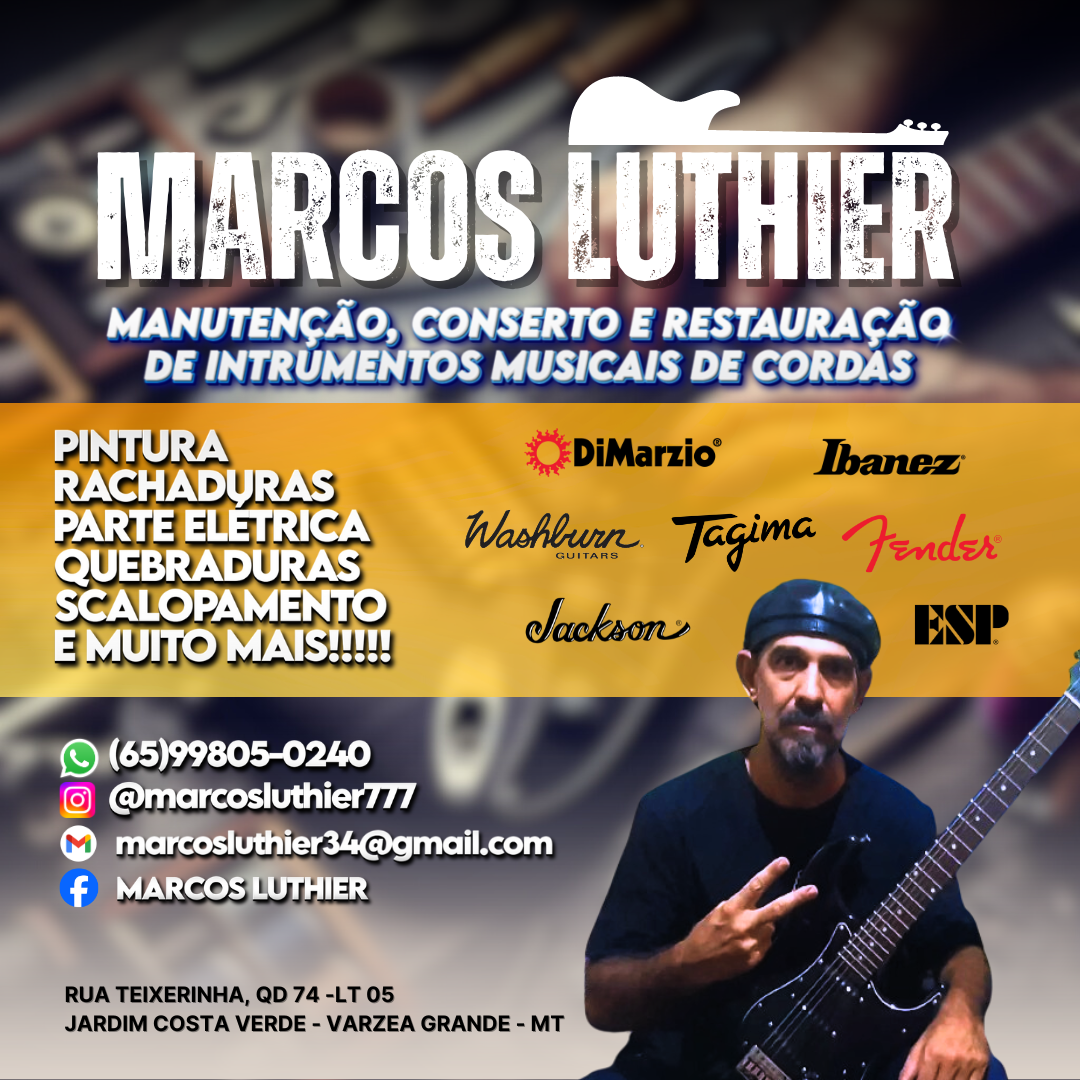 MARCOS LUTHIER
MANUTENÇÃO, CONSERTO E RESTAURAÇÃO
DE INTRUMENTOS MUSICAIS DE CORDAS
PINTURA
RACHADURAS
PARTE ELÉTRICA
QUEBRADURAS
SCALOPAMENTO
E MUITO MAIS!!!!!
DiMarzio®
Ibanez®
Washburn®
GUITARS
Tagima
Fender®
Jackson®
ESP®
(65)99805-0240
@marcosluthier777
marcosluthier34@gmail.com
MARCOS LUTHIER
RUA TEIXERINHA, QD 74 -LT 05
JARDIM COSTA VERDE - VARZEA GRANDE - MT